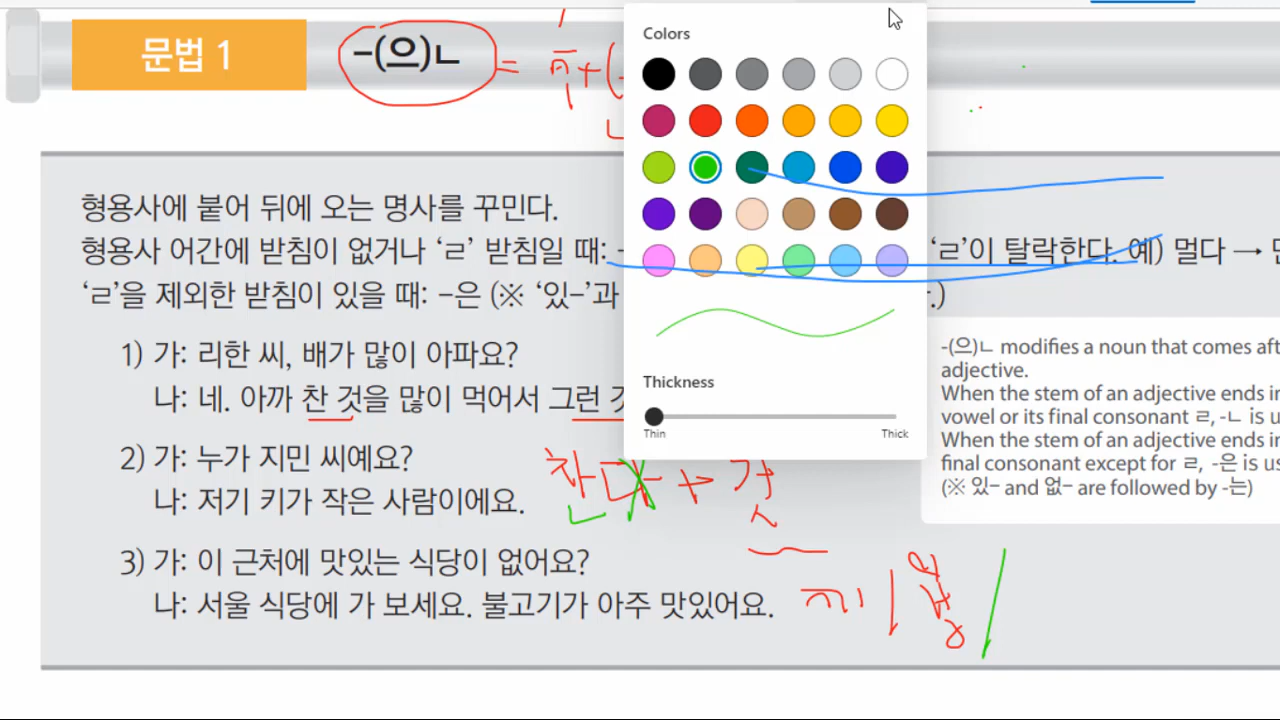 문법 1
-(으)ㄴ =
Colors
형용사에 붙어 뒤에 오는 명사를 꾸민다.
형용사 어간에 받침이 없거나 ‘ㄹ’ 받침일 때: ‘ㄹ’이 탈락한다. 예) 멀다 →
‘ㄹ’을 제외한 받침이 있을 때: -은 (※ ‘있-’과 .)
1) 가: 리한 씨, 배가 많이 아파요?
나: 네. 아까 찬 것을 많이 먹어서 그런
2) 가: 누가 지민 씨예요?
나: 저기 키가 작은 사람이에요.
3) 가: 이 근처에 맛있는 식당이 없어요?
나: 서울 식당에 가 보세요. 불고기가 아주 맛있어요.
Thickness
Thin Thick
-(으)ㄴ modifies a noun that comes
adjective.
When the stem of an adjective ends
vowel or its final consonant ㄹ, -ㄴ is
When the stem of an adjective ends
final consonant except for ㄹ, -은 is
(※ 있- and 없- are followed by -는)